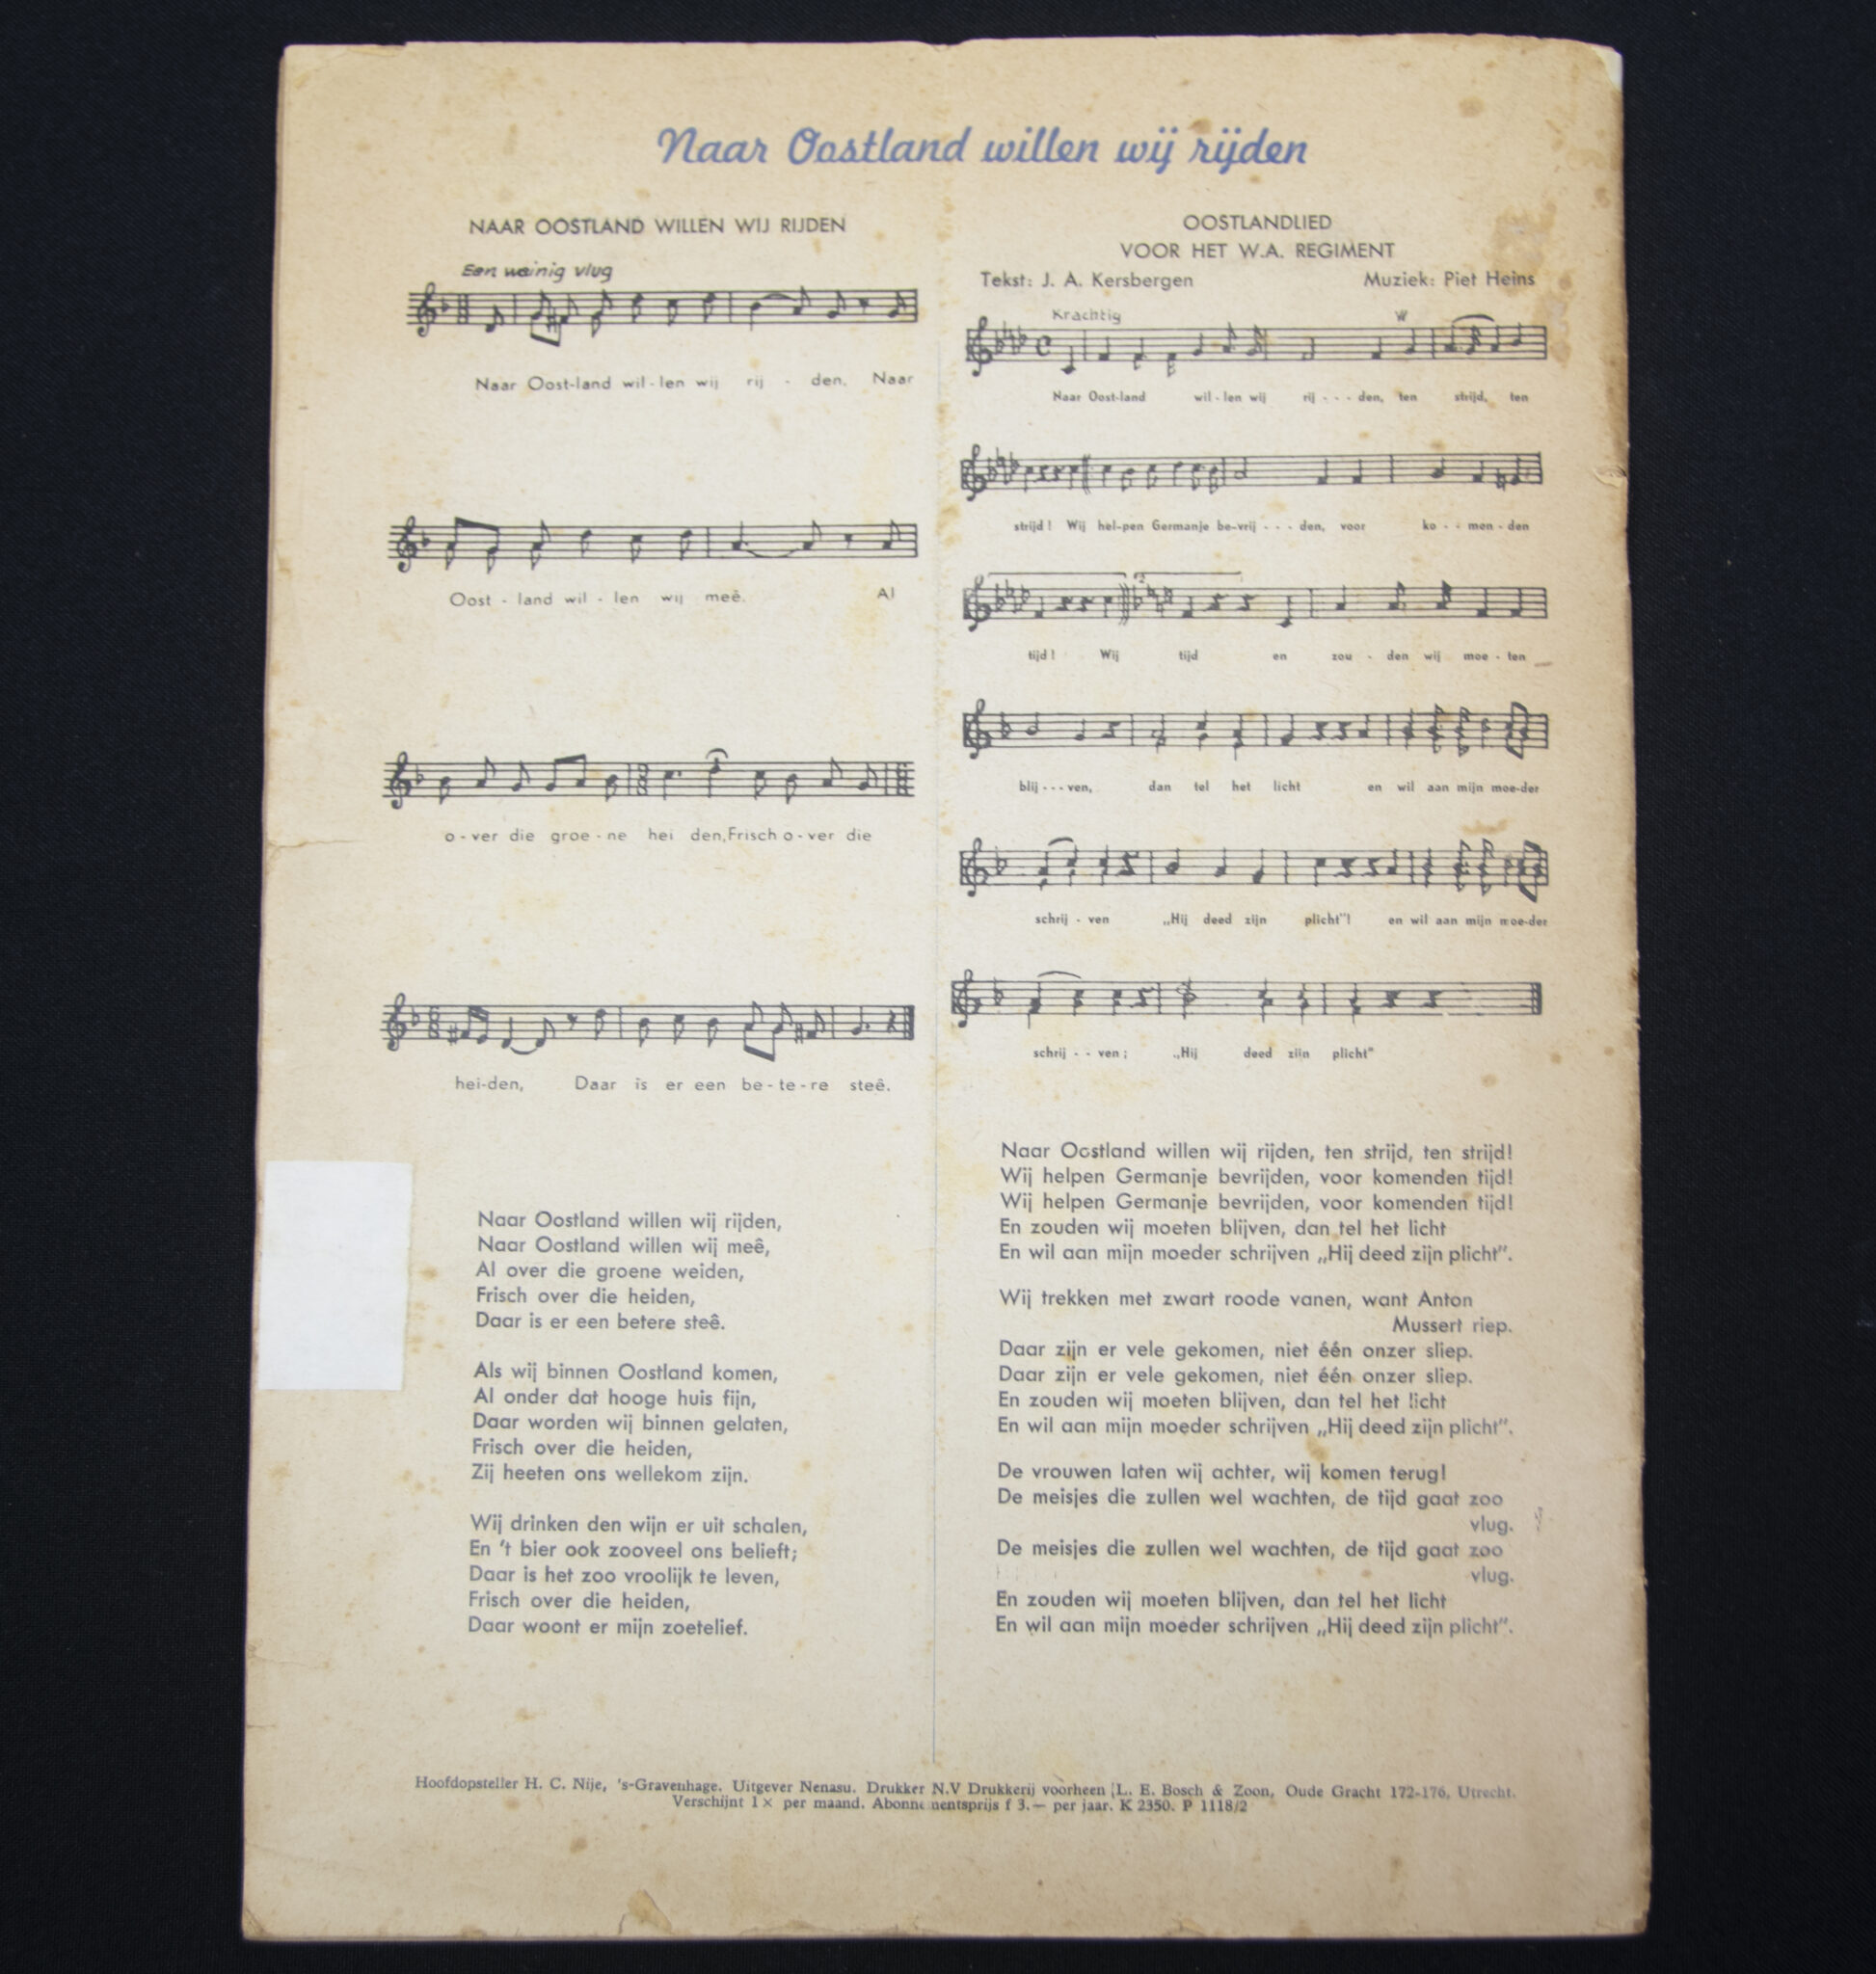 Naar Oostland willen wij rijden
NAAR OOSTLAND WILLEN WIJ RIJDEN
Een weinig vlug
Naar Oost-land wil-len wij rij - den, Naar
Oost - land wil - len wij meê. Al
o-ver die groe-ne hei den,Frisch o-ver die
hei-den, Daar is er een be-te-re steê.
Naar Oostland willen wij rijden,
Naar Oostland willen wij meê,
Al over die groene weiden,
Frisch over die heiden,
Daar is er een betere steê.
Als wij binnen Oostland komen,
Al onder dat hooge huis fijn,
Daar worden wij binnen gelaten,
Frisch over die heiden,
Zij heeten ons wellekom zijn.
Wij drinken den wijn er uit schalen,
En 't bier ook zooveel ons belieft;
Daar is het zoo vroolijk te leven,
Frisch over die heiden,
Daar woont er mijn zoetelief.
OOSTLANDLIED
VOOR HET W.A. REGIMENT
Tekst: J. A. Kersbergen Muziek: Piet Heins
Krachtig
Naar Oost-land wil-len wij rij - - - den, ten strijd, ten
strijd! Wij hel-pen Germanje be-vrij - - - den, voor ko - - men - den
tijd! Wij tijd en zou - den wij moe - ten
blij - - - ven, dan tel het licht en wil aan mijn moe-der
schrij - ven „Hij deed zijn plicht"! en wil aan mijn moe-der
schrij - - ven; „Hij deed zijn plicht"
Naar Oostland willen wij rijden, ten strijd, ten strijd!
Wij helpen Germanje bevrijden, voor komenden tijd!
Wij helpen Germanje bevrijden, voor komenden tijd!
En zouden wij moeten blijven, dan tel het licht
En wil aan mijn moeder schrijven „Hij deed zijn plicht".
Wij trekken met zwart roode vanen, want Anton
Mussert riep.
Daar zijn er vele gekomen, niet één onzer sliep.
Daar zijn er vele gekomen, niet één onzer sliep.
En zouden wij moeten blijven, dan tel het licht
En wil aan mijn moeder schrijven „Hij deed zijn plicht".
De vrouwen laten wij achter, wij komen terug!
De meisjes die zullen wel wachten, de tijd gaat zoo
vlug.
De meisjes die zullen wel wachten, de tijd gaat zoo
vlug.
En zouden wij moeten blijven, dan tel het licht
En wil aan mijn moeder schrijven „Hij deed zijn plicht".
Hoofdopsteller H. C. Nije, 's-Gravenhage. Uitgever Nenasu. Drukker N.V Drukkerij voorheen L. E. Bosch & Zoon, Oude Gracht 172-176, Utrecht.
Verschijnt 1× per maand. Abonnementsprijs f 3.— per jaar. K 2350. P 1118/2